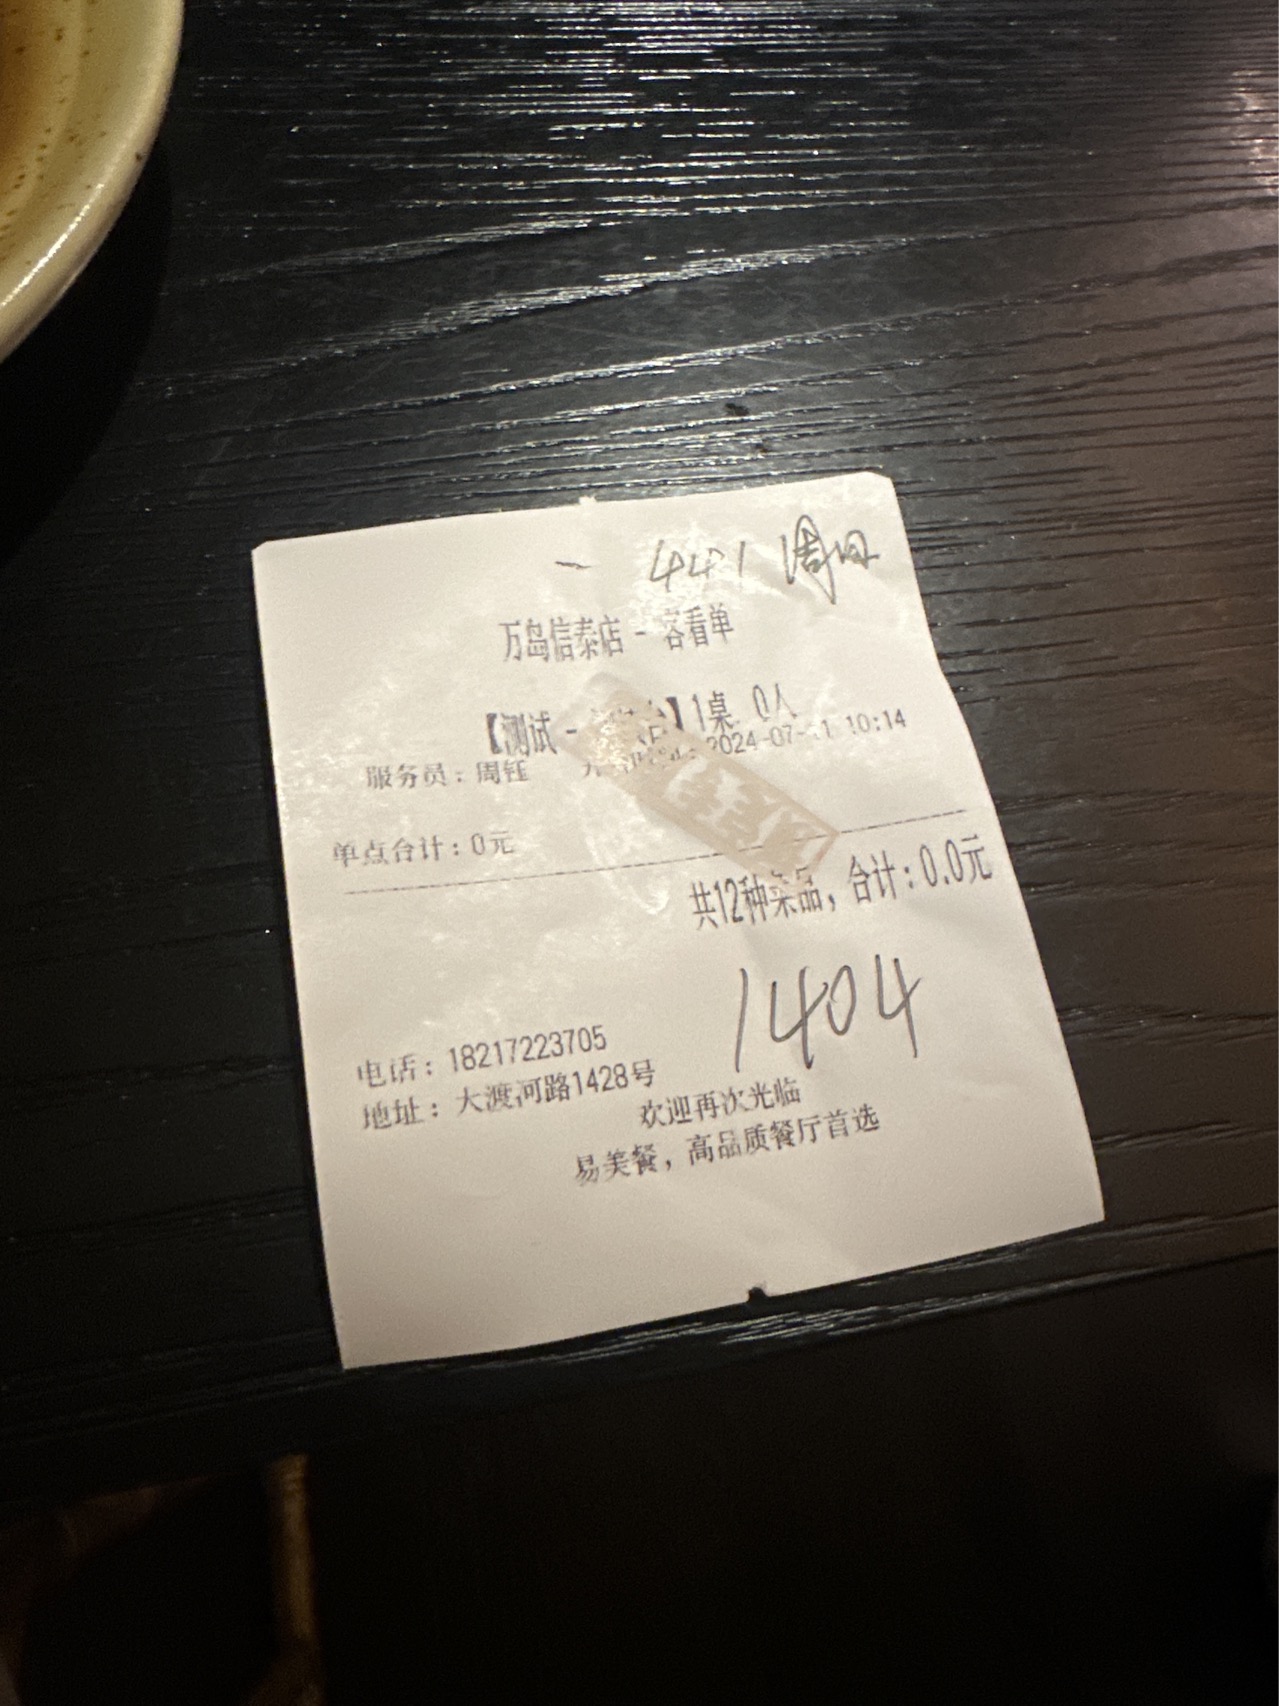 441 周日
万岛信泰店 - 客看单
【测试 - 】1桌 0人
服务员：周钰 2024-07-11 10:14
单点合计：0元
共12种菜品，合计：0.0元
1404
电话：18217223705
地址：大渡河路1428号
欢迎再次光临
易美餐，高品质餐厅首选